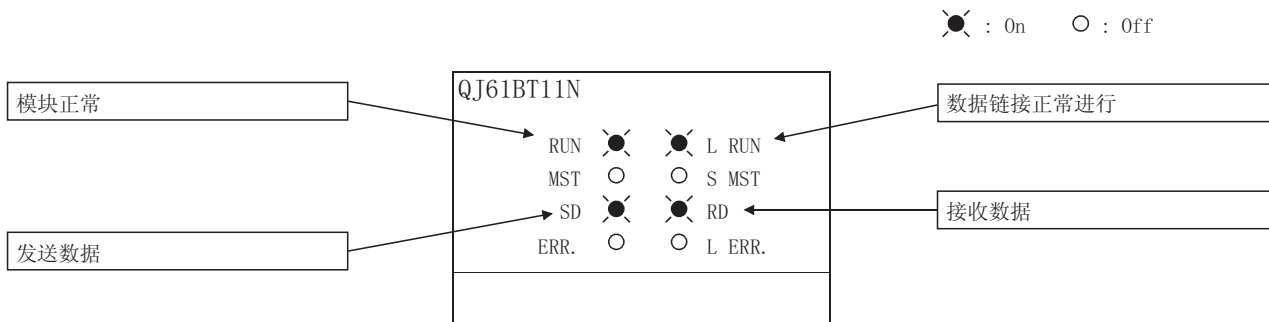 : On : Off
QJ61BT11N
模块正常
数据链接正常进行
RUN L RUN
MST S MST
SD RD
接收数据
发送数据
ERR. L ERR.